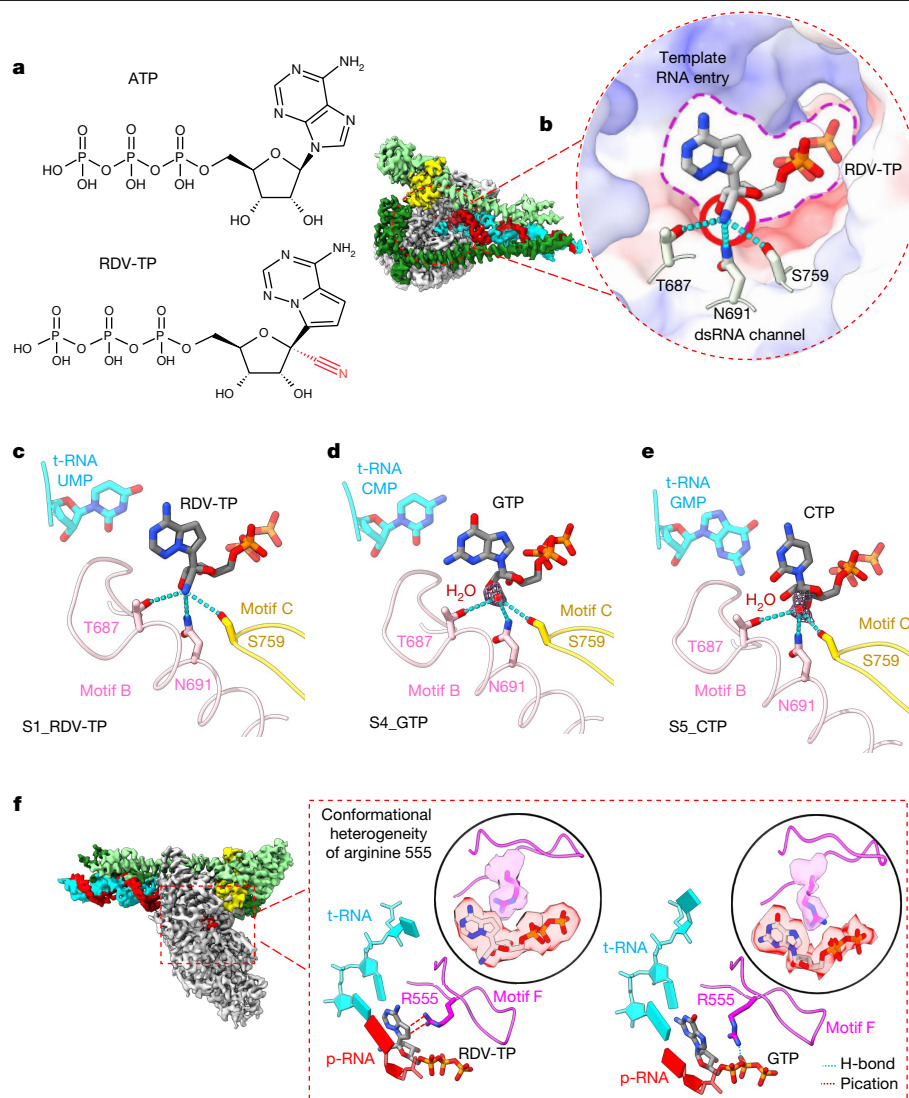 a
ATP
NH2
N
N
N
N
O
O
O
HO
P
O
P
O
P
O
OH
OH
OH
O
HO
OH
RDV-TP
NH2
N
N
N
O
O
O
HO
P
O
P
O
P
O
OH
OH
OH
O
N
HO
OH
b
Template
RNA entry
RDV-TP
T687
S759
N691
dsRNA channel
c
t-RNA
UMP
RDV-TP
T687
Motif C
S759
Motif B
N691
S1_RDV-TP
d
t-RNA
CMP
GTP
H2O
T687
Motif C
S759
Motif B
N691
S4_GTP
e
t-RNA
GMP
CTP
H2O
T687
Motif C
S759
Motif B
N691
S5_CTP
f
Conformational
heterogeneity
of arginine 555
t-RNA
R555
Motif F
p-RNA
RDV-TP
t-RNA
R555
Motif F
p-RNA
GTP
H-bond
Pication